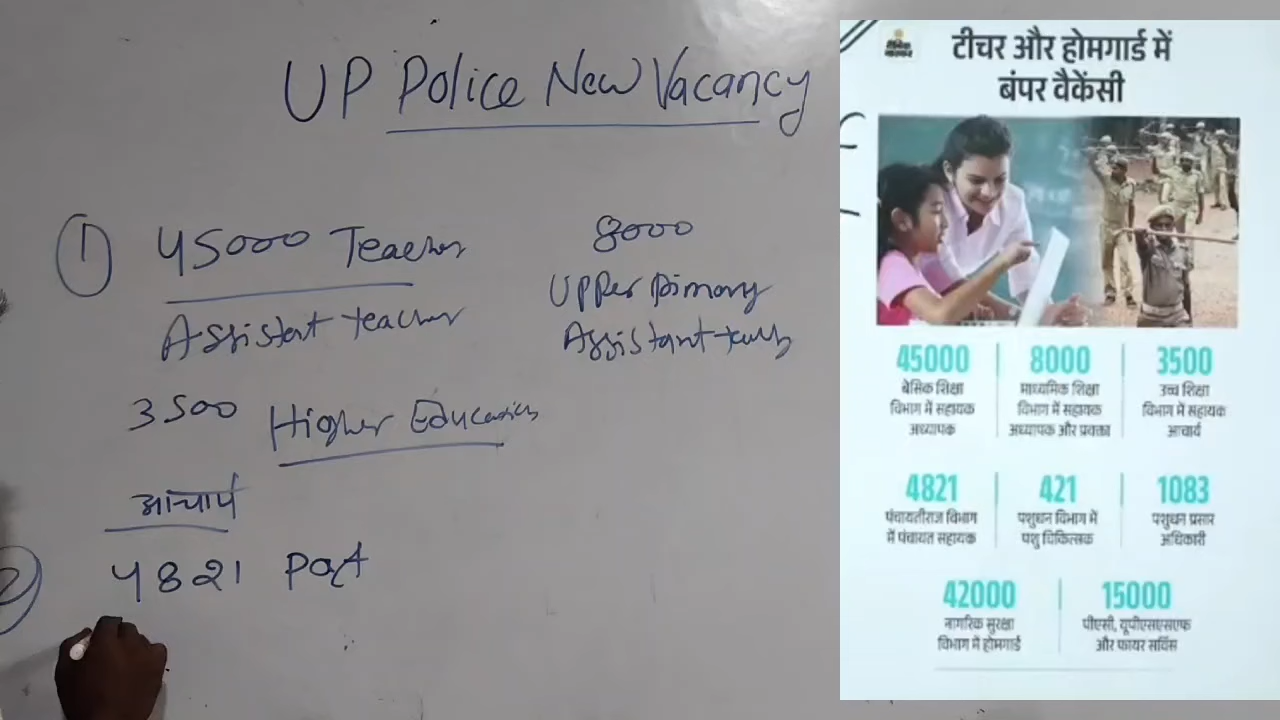 UP Police New Vacancy
1 45000 Teacher
Assistent teacher
8000
Upper primary
Assistant teach
3500 Higher Education
आचार्य
2 4821 Post
दैनिक भास्कर
टीचर और होमगार्ड में
बंपर वैकेंसी
45000
बेसिक शिक्षा
विभाग में सहायक
अध्यापक
8000
माध्यमिक शिक्षा
विभाग में सहायक
अध्यापक और प्रवक्ता
3500
उच्च शिक्षा
विभाग में सहायक
आचार्य
4821
पंचायतीराज विभाग
में पंचायत सहायक
421
पशुधन विभाग में
पशु चिकित्सक
1083
पशुधन प्रसार
अधिकारी
42000
नागरिक सुरक्षा
विभाग में होमगार्ड
15000
पीएसी, यूपीएसएसएफ
और फायर सर्विस